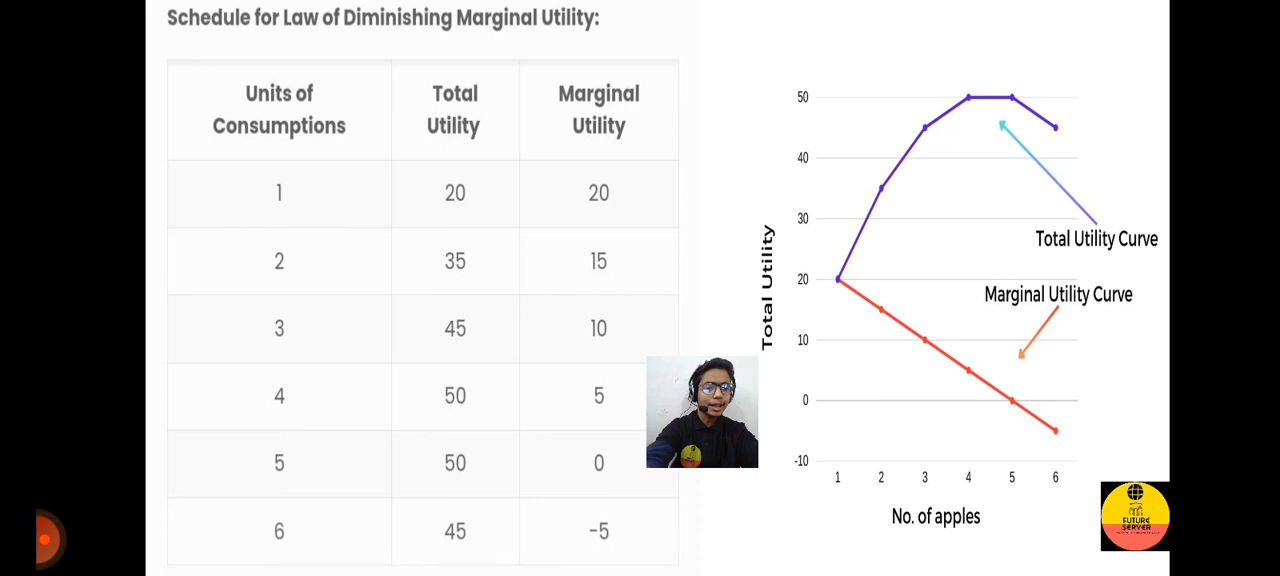 Schedule for Law of Diminishing Marginal Utility:
Units of Consumptions
Total Utility
Marginal Utility
1 20 20
2 35 15
3 45 10
4 50 5
5 50 0
6 45 -5
50
40
30
20
10
0
-10
1 2 3 4 5 6
Total Utility
Total Utility Curve
Marginal Utility Curve
No. of apples
FUTURE
SERVER